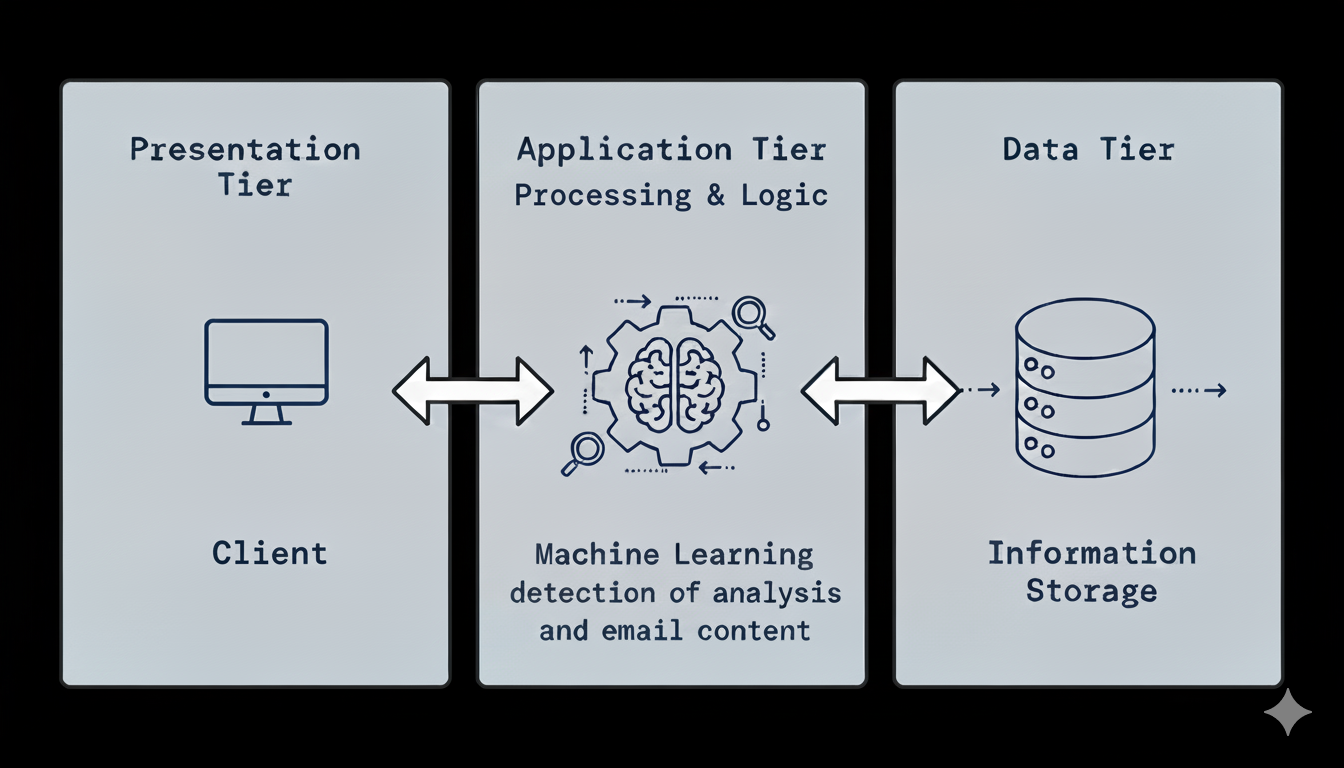 Presentation
Tier
Client
Application Tier
Processing & Logic
Machine Learning
detection of analysis
and email content
Data Tier
Information
Storage